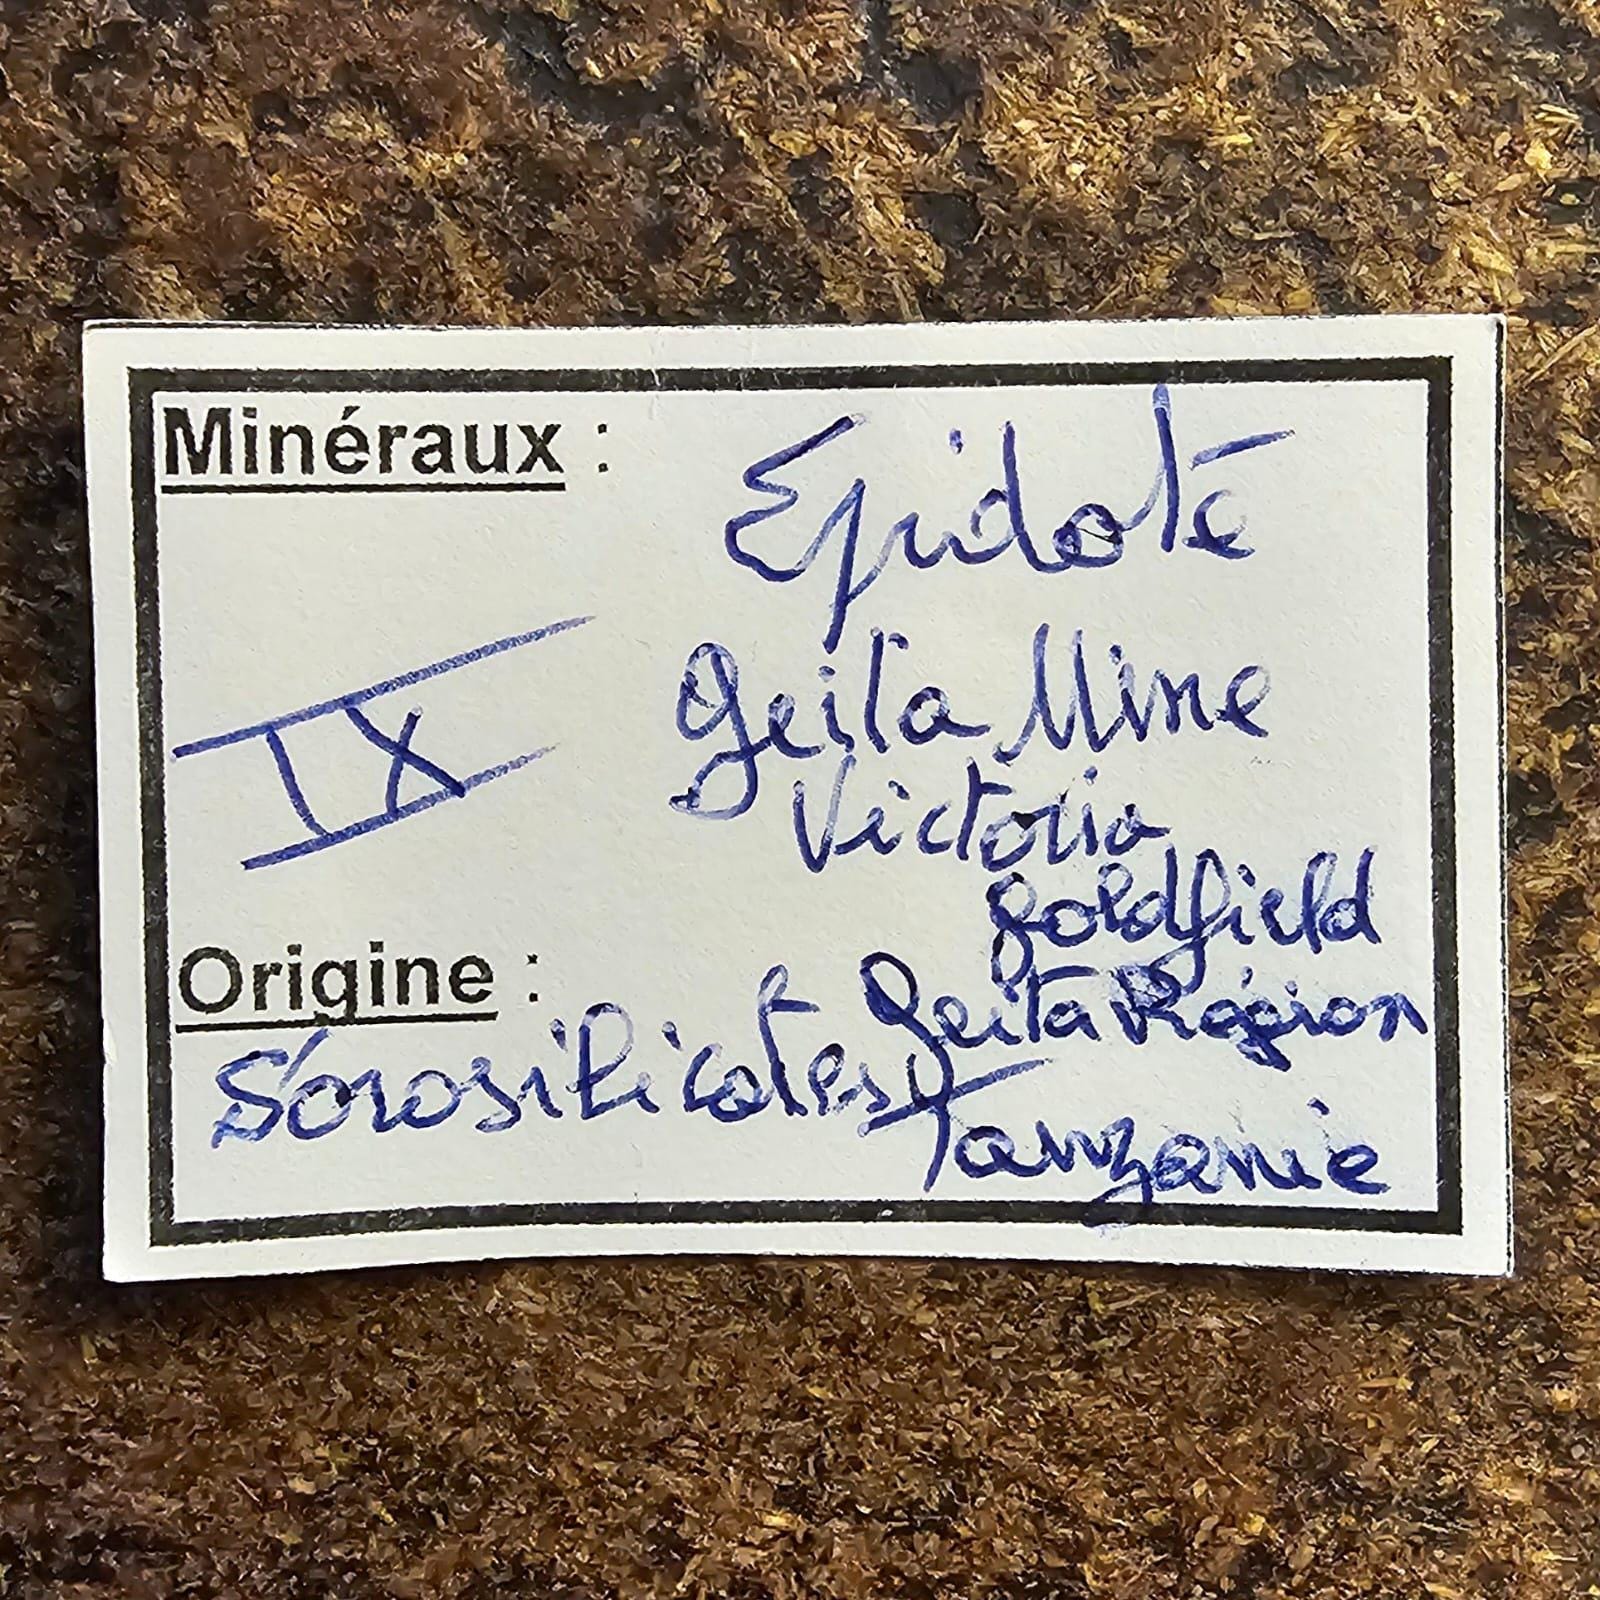 Minéraux :
Epidote
IX
Geita Mine
Victoria
Goldfield
Origine :
Geita Région
Sorosilicates
Tanzanie